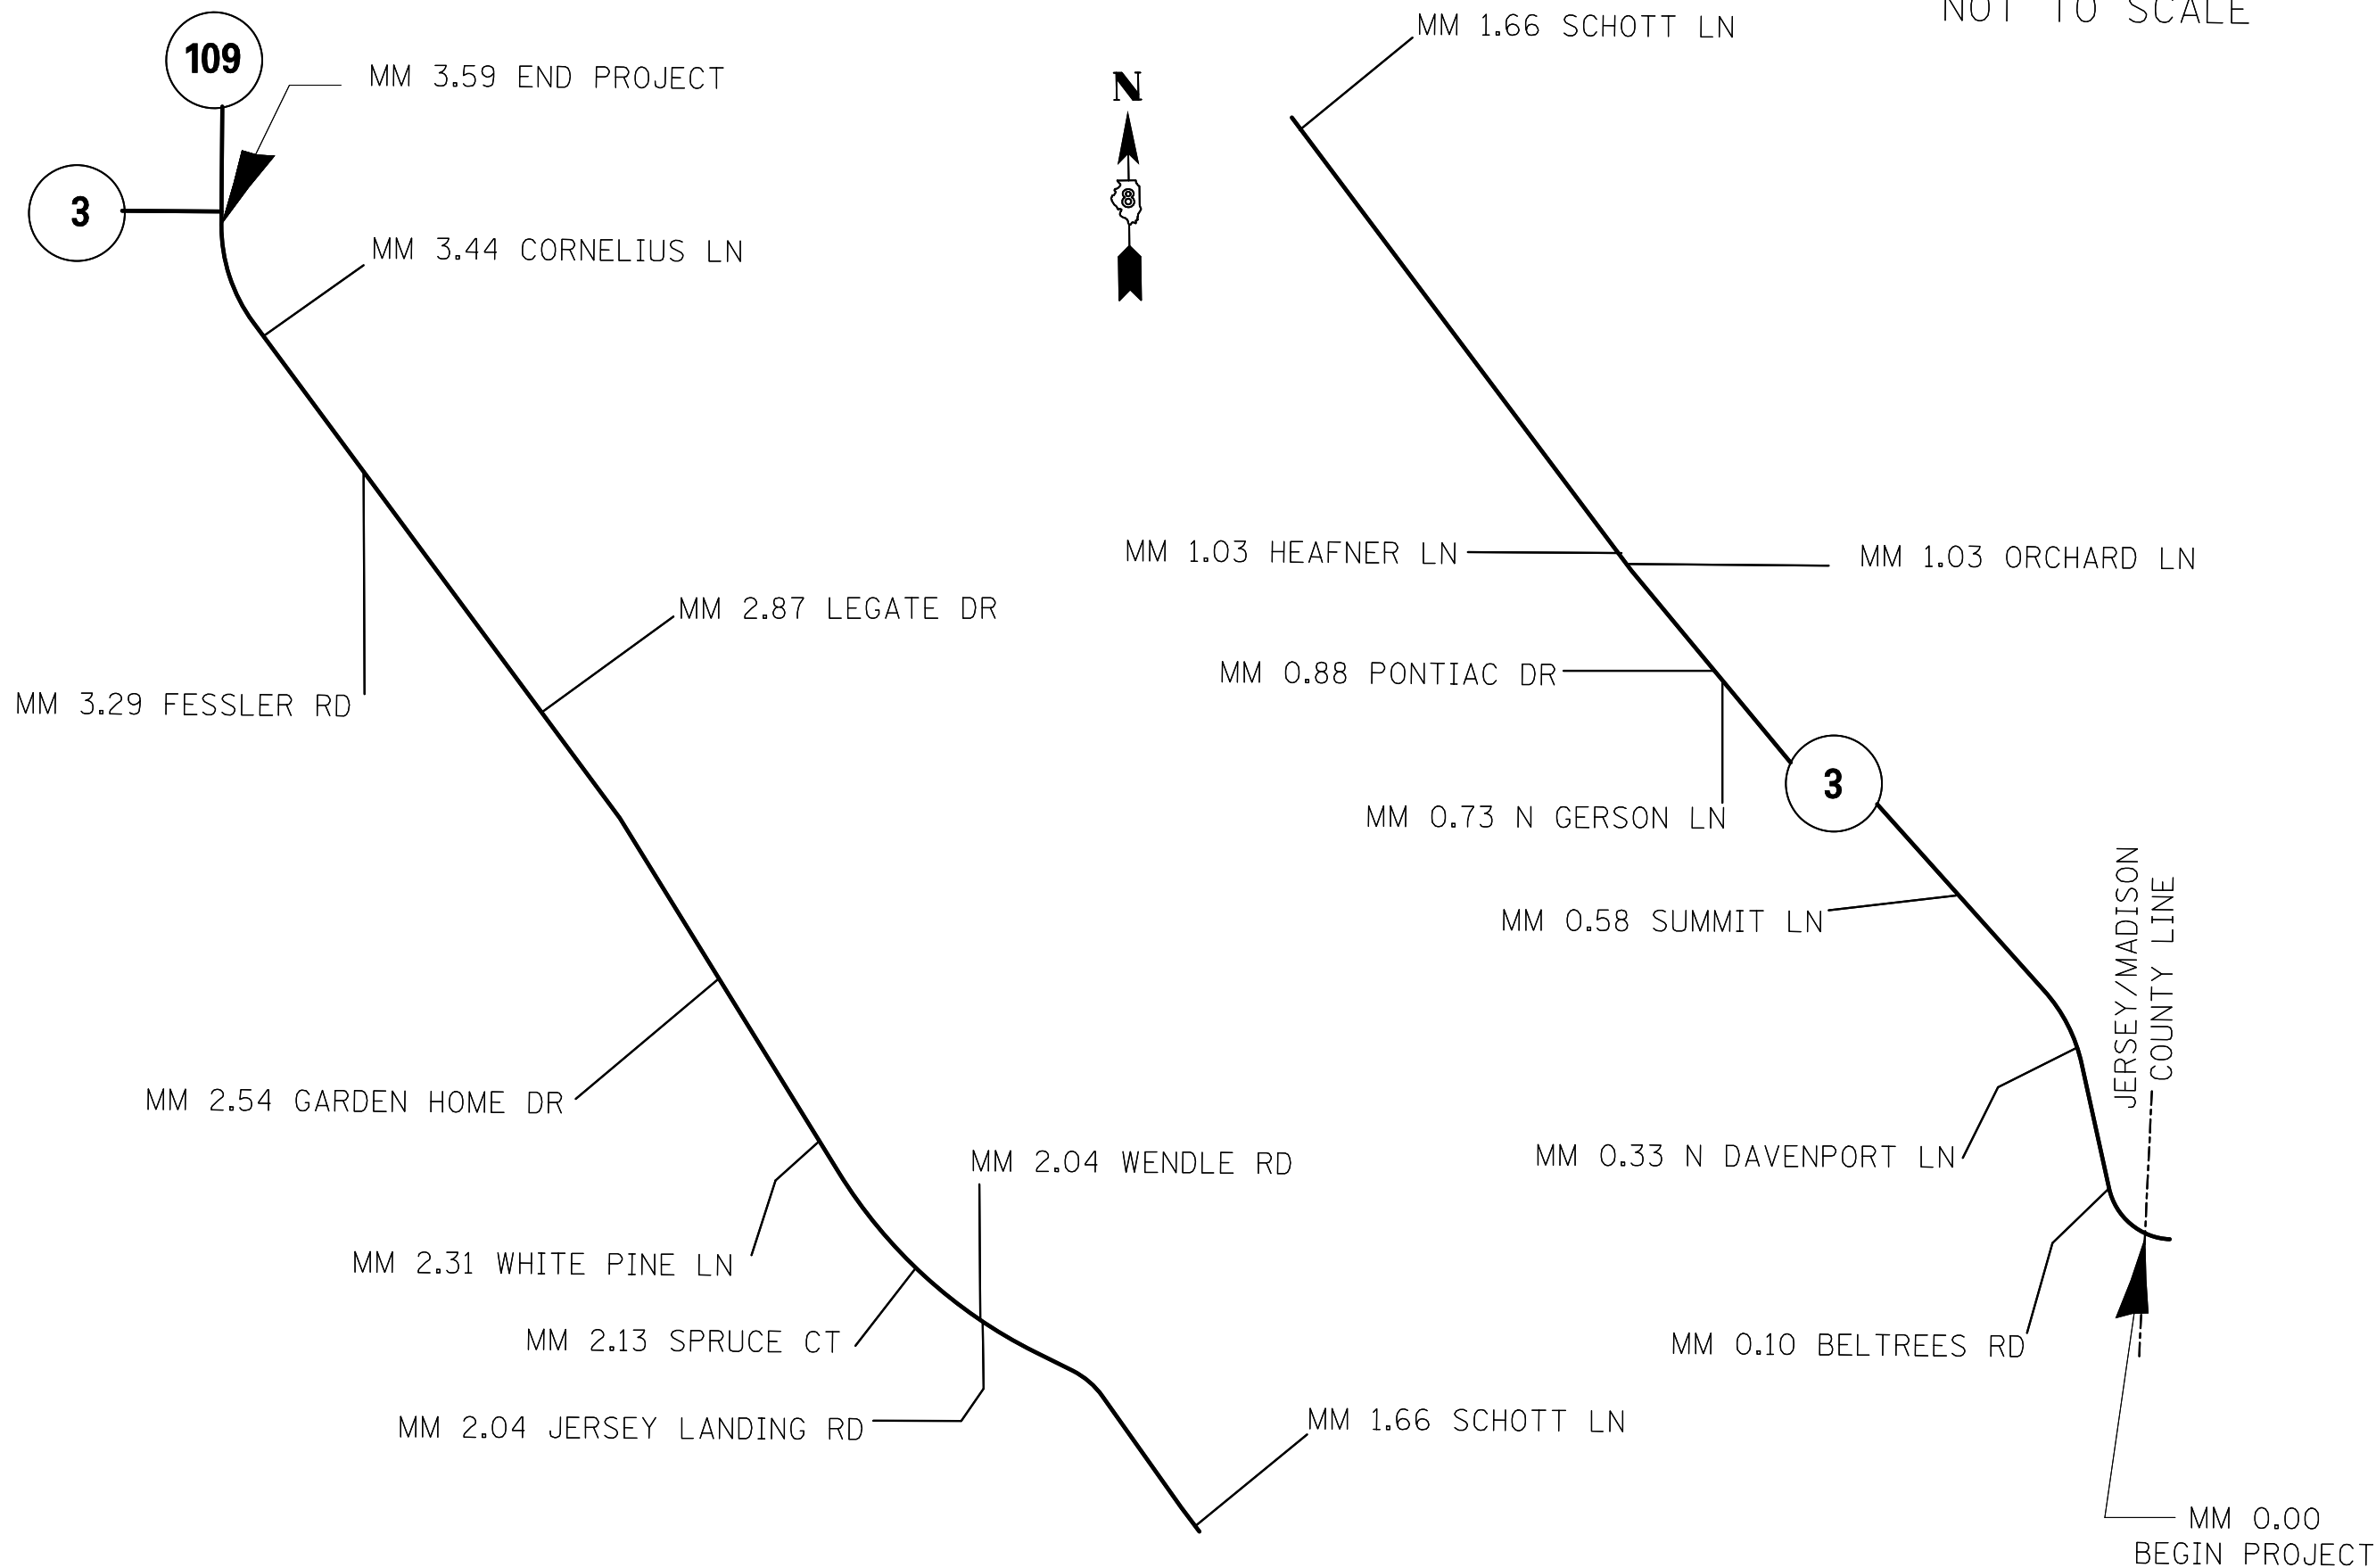 NOT TO SCALE
MM 1.66 SCHOTT LN
109
MM 3.59 END PROJECT
N
8
3
MM 3.44 CORNELIUS LN
MM 1.03 HEAFNER LN
MM 1.03 ORCHARD LN
MM 2.87 LEGATE DR
MM 0.88 PONTIAC DR
MM 3.29 FESSLER RD
3
MM 0.73 N GERSON LN
MM 0.58 SUMMIT LN
JERSEY/MADISON
COUNTY LINE
MM 2.54 GARDEN HOME DR
MM 2.04 WENDLE RD
MM 0.33 N DAVENPORT LN
MM 2.31 WHITE PINE LN
MM 2.13 SPRUCE CT
MM 0.10 BELTREES RD
MM 2.04 JERSEY LANDING RD
MM 1.66 SCHOTT LN
MM 0.00
BEGIN PROJECT